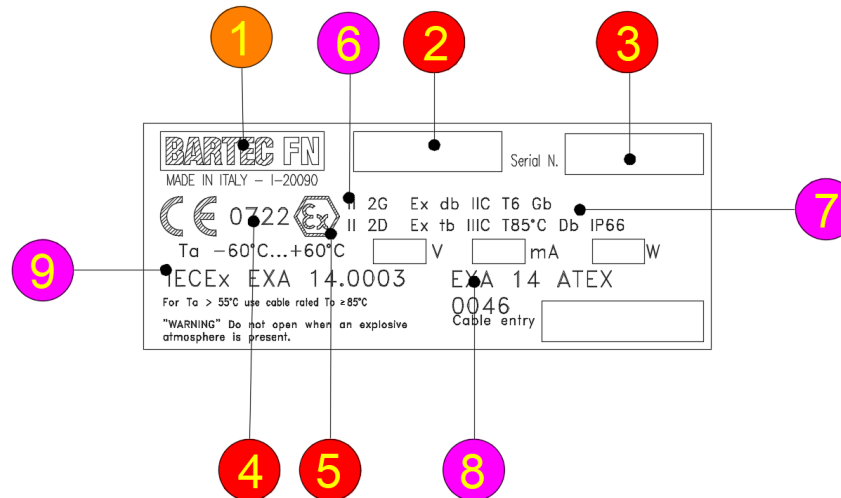 1
6
2
3
BARTEC FN
Serial N.
MADE IN ITALY - I-20090
CE 0722 Ex
II 2G Ex db IIC T6 Gb
II 2D Ex tb IIIC T85°C Db IP66
7
Ta -60°C...+60°C V mA W
9
IECEx EXA 14.0003
EXA 14 ATEX
0046
For Ta > 55°C use cable rated To ≥85°C
Cable entry
"WARNING" Do not open when an explosive
atmosphere is present.
4
5
8